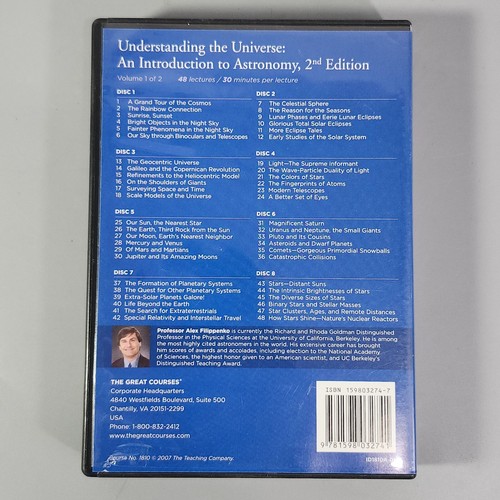 Understanding the Universe:
An Introduction to Astronomy, 2nd Edition
Volume 1 of 2 48 lectures / 30 minutes per lecture
DISC 1
1 A Grand Tour of the Cosmos
2 The Rainbow Connection
3 Sunrise, Sunset
4 Bright Objects in the Night Sky
5 Fainter Phenomena in the Night Sky
6 Our Sky through Binoculars and Telescopes
DISC 2
7 The Celestial Sphere
8 The Reason for the Seasons
9 Lunar Phases and Eerie Lunar Eclipses
10 Glorious Total Solar Eclipses
11 More Eclipse Tales
12 Early Studies of the Solar System
DISC 3
13 The Geocentric Universe
14 Galileo and the Copernican Revolution
15 Refinements to the Heliocentric Model
16 On the Shoulders of Giants
17 Surveying Space and Time
18 Scale Models of the Universe
DISC 4
19 Light—The Supreme Informant
20 The Wave-Particle Duality of Light
21 The Colors of Stars
22 The Fingerprints of Atoms
23 Modern Telescopes
24 A Better Set of Eyes
DISC 5
25 Our Sun, the Nearest Star
26 The Earth, Third Rock from the Sun
27 Our Moon, Earth's Nearest Neighbor
28 Mercury and Venus
29 Of Mars and Martians
30 Jupiter and Its Amazing Moons
DISC 6
31 Magnificent Saturn
32 Uranus and Neptune, the Small Giants
33 Pluto and Its Cousins
34 Asteroids and Dwarf Planets
35 Comets—Gorgeous Primordial Snowballs
36 Catastrophic Collisions
DISC 7
37 The Formation of Planetary Systems
38 The Quest for Other Planetary Systems
39 Extra-Solar Planets Galore!
40 Life Beyond the Earth
41 The Search for Extraterrestrials
42 Special Relativity and Interstellar Travel
DISC 8
43 Stars—Distant Suns
44 The Intrinsic Brightnesses of Stars
45 The Diverse Sizes of Stars
46 Binary Stars and Stellar Masses
47 Star Clusters, Ages, and Remote Distances
48 How Stars Shine—Nature's Nuclear Reactors
Professor Alex Filippenko is currently the Richard and Rhoda Goldman Distinguished
Professor in the Physical Sciences at the University of California, Berkeley. He is among
the most highly cited astronomers in the world. His extensive career has brought
him scores of awards and accolades, including election to the National Academy
of Sciences, the highest honor given to an American scientist, and UC Berkeley's
Distinguished Teaching Award.
THE GREAT COURSES®
Corporate Headquarters
4840 Westfields Boulevard, Suite 500
Chantilly, VA 20151-2299
USA
Phone: 1-800-832-2412
www.thegreatcourses.com
Course No. 1810 © 2007 The Teaching Company.
ISBN 159803274-7
9 781598 032741